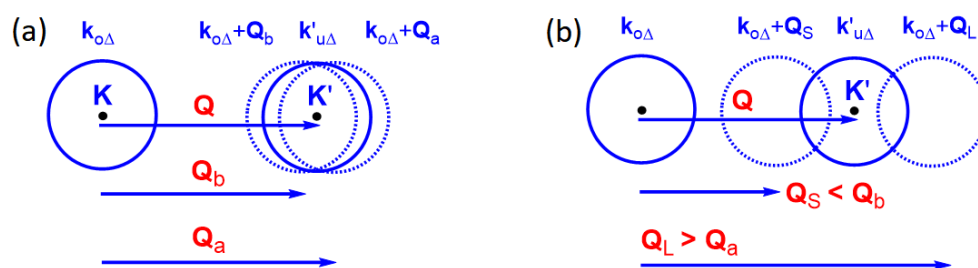 (a)
k_oΔ k_oΔ+Q_b k'_uΔ k_oΔ+Q_a
K Q K'
Q_b
Q_a
(b)
k_oΔ k_oΔ+Q_S k'_uΔ k_oΔ+Q_L
Q K'
Q_S < Q_b
Q_L > Q_a